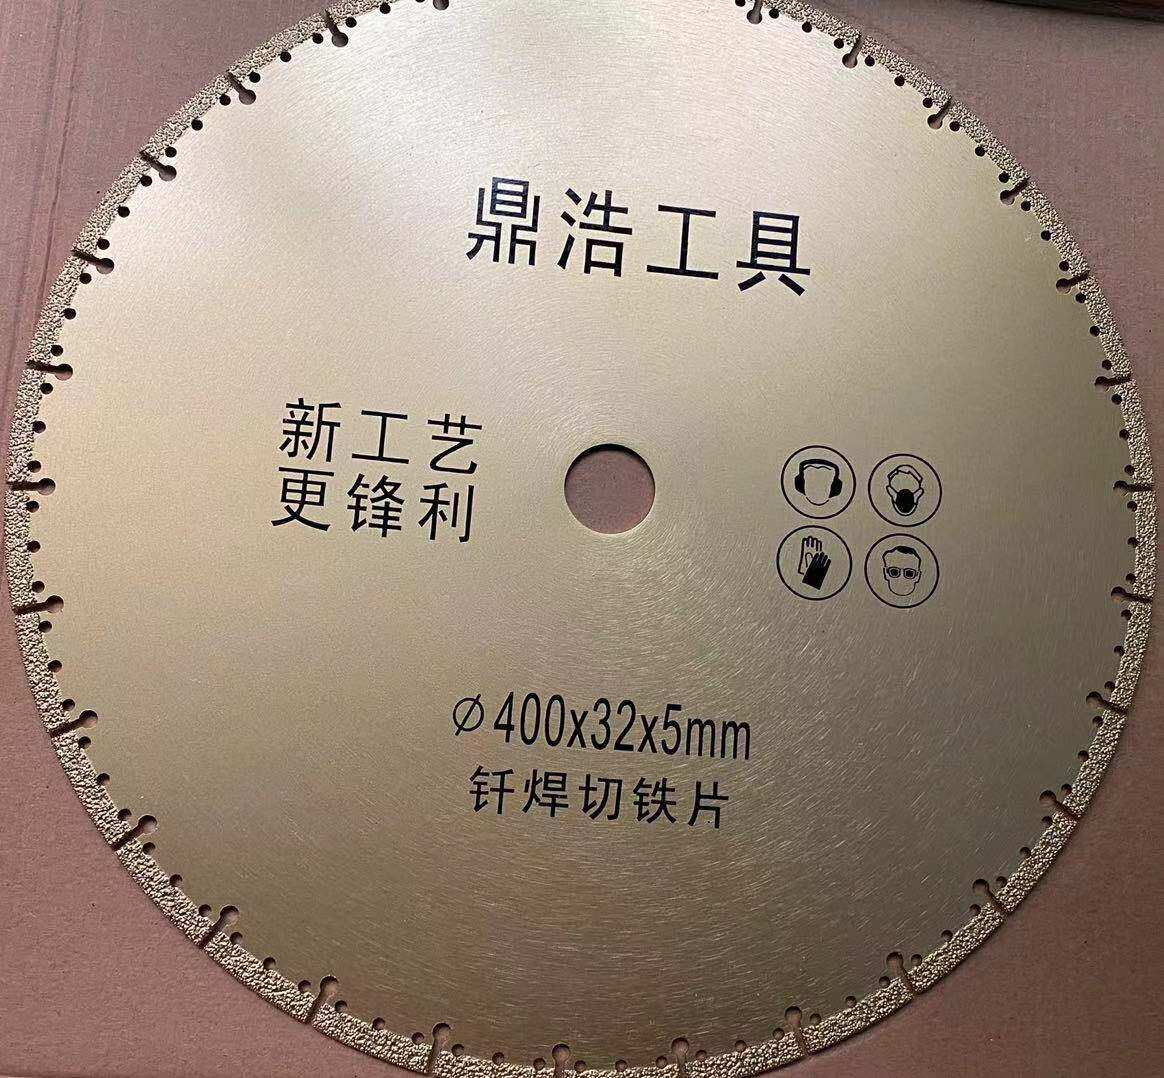 鼎浩工具
新工艺
更锋利
∅400x32x5mm
钎焊切铁片